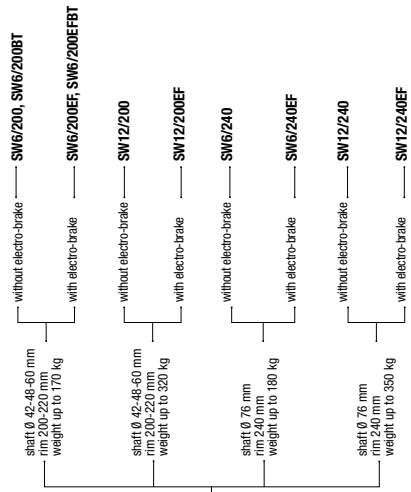 shaft Ø 42-48-60 mm
rim 200-220 mm
weight up to 170 kg
without electro-brake
SW6/200, SW6/200BT
with electro-brake
SW6/200EF, SW6/200EFBT
shaft Ø 42-48-60 mm
rim 200-220 mm
weight up to 320 kg
without electro-brake
SW12/200
with electro-brake
SW12/200EF
shaft Ø 76 mm
rim 240 mm
weight up to 180 kg
without electro-brake
SW6/240
with electro-brake
SW6/240EF
shaft Ø 76 mm
rim 240 mm
weight up to 350 kg
without electro-brake
SW12/240
with electro-brake
SW12/240EF